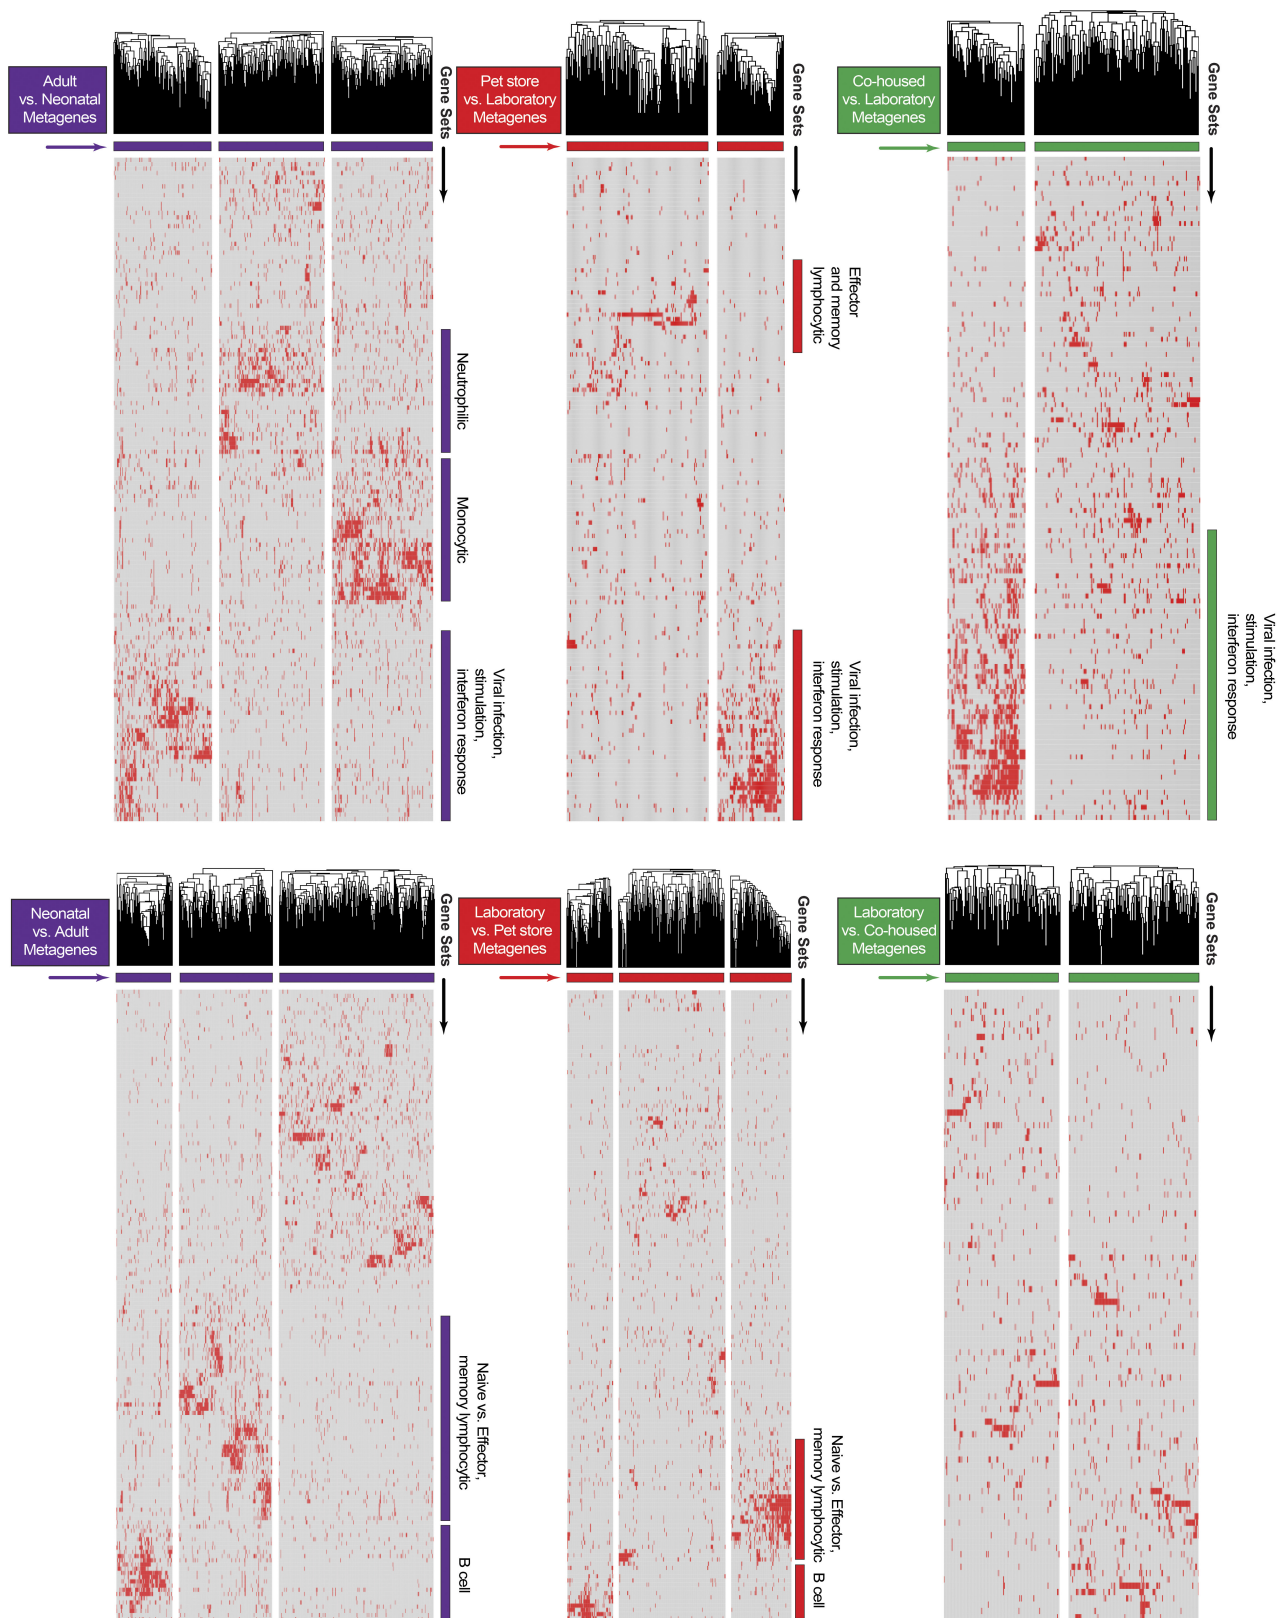 Adult
vs. Neonatal
Metagenes
Gene Sets
Neutrophilic
Monocytic
Viral infection,
stimulation,
interferon response
Pet store
vs. Laboratory
Metagenes
Gene Sets
Effector
and memory
lymphocytic
Viral infection,
stimulation,
interferon response
Co-housed
vs. Laboratory
Metagenes
Gene Sets
Viral infection,
stimulation,
interferon response
Neonatal
vs. Adult
Metagenes
Gene Sets
Naive vs. Effector,
memory lymphocytic
B cell
Laboratory
vs. Pet store
Metagenes
Gene Sets
Naive vs. Effector,
memory lymphocytic
B cell
Laboratory
vs. Co-housed
Metagenes
Gene Sets